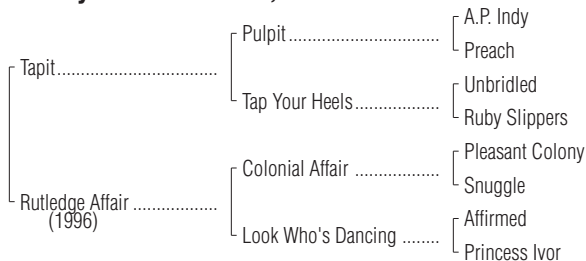 A.P. Indy
Pulpit
Preach
Tapit
Unbridled
Tap Your Heels
Ruby Slippers
Pleasant Colony
Colonial Affair
Snuggle
Rutledge Affair
(1996)
Affirmed
Look Who's Dancing
Princess Ivor